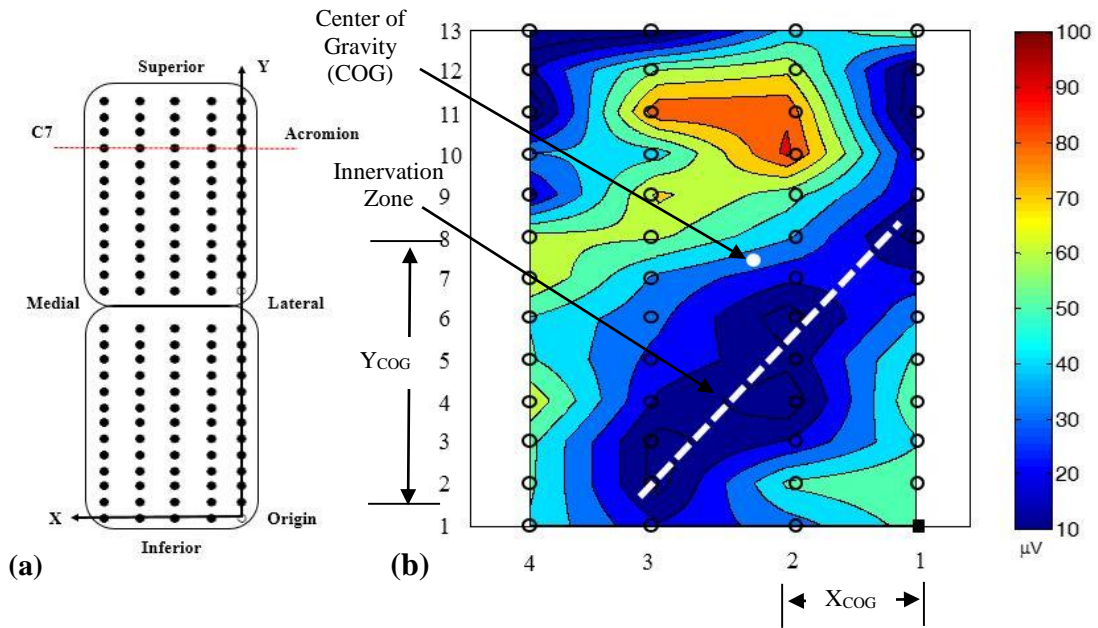 Superior
Y
C7
Acromion
Medial
Lateral
X
Origin
Inferior
(a)
Center of
Gravity
(COG)
Innervation
Zone
YCOG
13
12
11
10
9
8
7
6
5
4
3
2
1
4
3
2
1
XCOG
(b)
100
90
80
70
60
50
40
30
20
10
μV